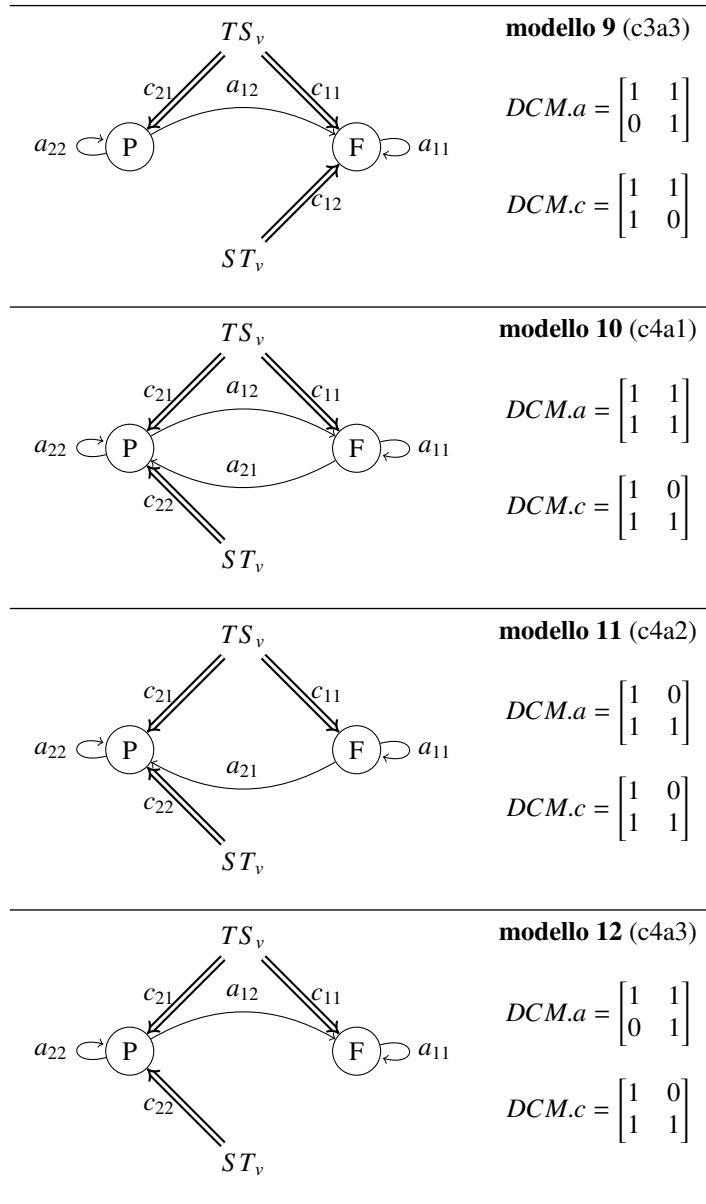 TS_v
modello 9 (c3a3)
c_21 a_12 c_11
DCM.a = [1 1
0 1]
a_22 P F a_11
c_12
DCM.c = [1 1
1 0]
ST_v
TS_v
modello 10 (c4a1)
c_21 a_12 c_11
DCM.a = [1 1
1 1]
a_22 P F a_11
a_21
c_22
DCM.c = [1 0
1 1]
ST_v
TS_v
modello 11 (c4a2)
c_21 c_11
DCM.a = [1 0
1 1]
a_22 P F a_11
a_21
c_22
DCM.c = [1 0
1 1]
ST_v
TS_v
modello 12 (c4a3)
c_21 a_12 c_11
DCM.a = [1 1
0 1]
a_22 P F a_11
c_22
DCM.c = [1 0
1 1]
ST_v